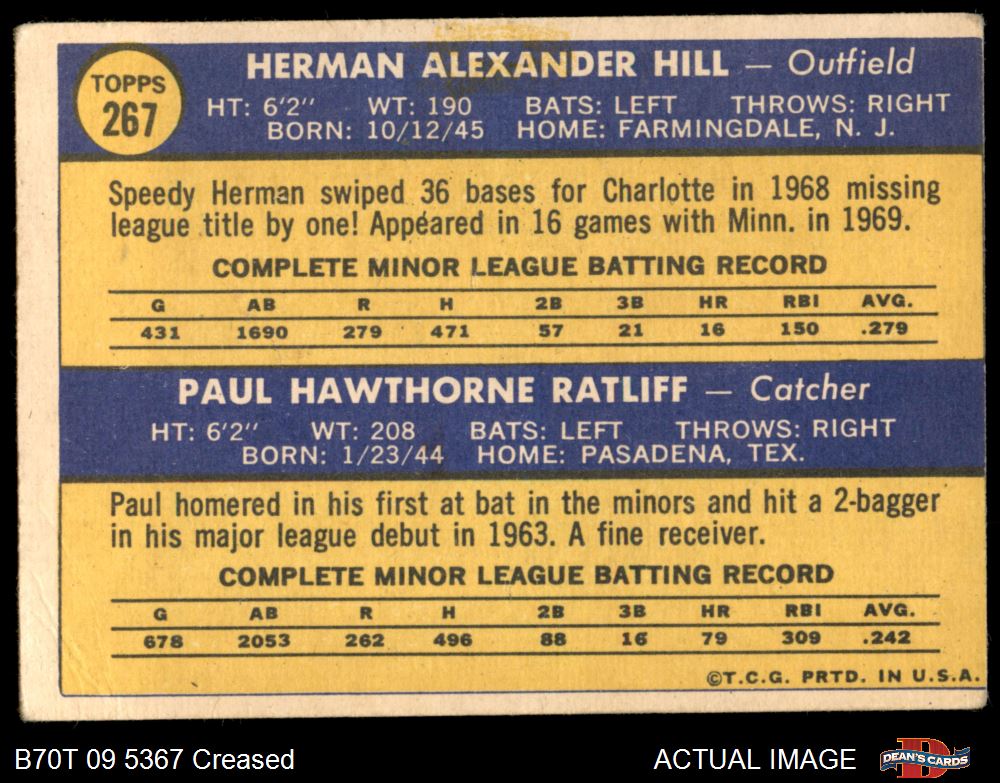 TOPPS
267
HERMAN ALEXANDER HILL — Outfield
HT: 6'2" WT: 190 BATS: LEFT THROWS: RIGHT
BORN: 10/12/45 HOME: FARMINGDALE, N. J.
Speedy Herman swiped 36 bases for Charlotte in 1968 missing
league title by one! Appeared in 16 games with Minn. in 1969.
COMPLETE MINOR LEAGUE BATTING RECORD
G AB R H 2B 3B HR RBI AVG.
431 1690 279 471 57 21 16 150 .279
PAUL HAWTHORNE RATLIFF — Catcher
HT: 6'2" WT: 208 BATS: LEFT THROWS: RIGHT
BORN: 1/23/44 HOME: PASADENA, TEX.
Paul homered in his first at bat in the minors and hit a 2-bagger
in his major league debut in 1963. A fine receiver.
COMPLETE MINOR LEAGUE BATTING RECORD
G AB R H 2B 3B HR RBI AVG.
678 2053 262 496 88 16 79 309 .242
©T.C.G. PRTD. IN U.S.A.
B70T 09 5367 Creased
ACTUAL IMAGE
D
DEAN'S CARDS